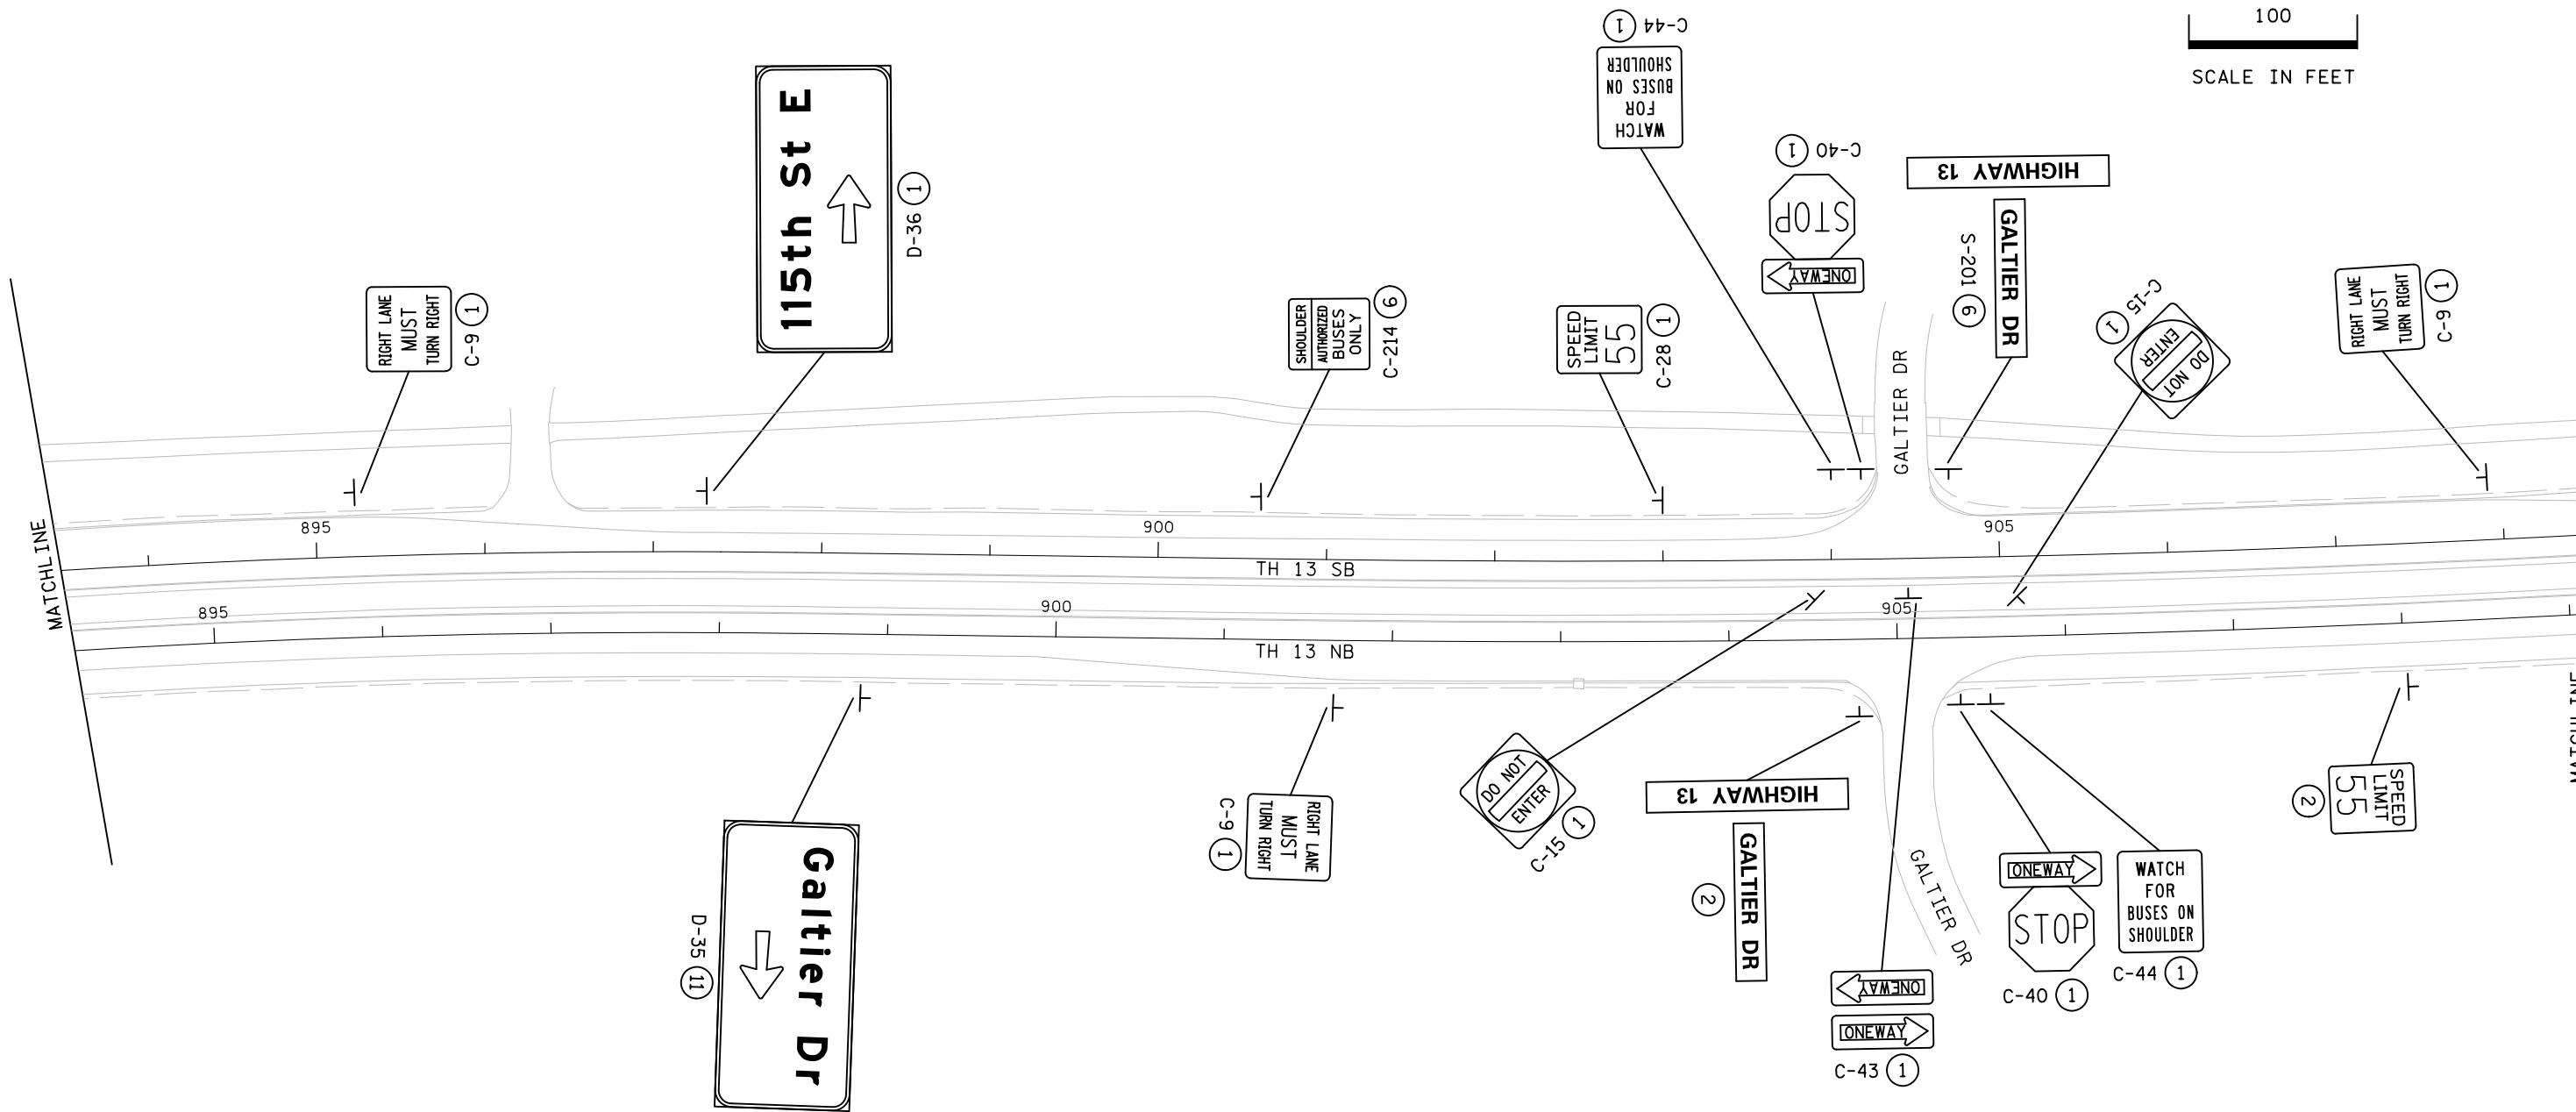 100
SCALE IN FEET
C-44 1
WATCH
FOR
BUSES ON
SHOULDER
C-40 1
STOP
ONEWAY
HIGHWAY 13
GALTIER DR
S-201 6
C-15 1
DO NOT
ENTER
RIGHT LANE
MUST
TURN RIGHT
C-9 1
115th St E
D-36 1
RIGHT LANE
MUST
TURN RIGHT
C-9 1
SHOULDER
AUTHORIZED
BUSES
ONLY
C-214 6
SPEED
LIMIT
55
C-28 1
GALTIER DR
MATCHLINE
895
900
905
TH 13 SB
895
900
905
TH 13 NB
Galtier Dr
D-35 11
RIGHT LANE
MUST
TURN RIGHT
C-9 1
DO NOT
ENTER
C-15 1
HIGHWAY 13
GALTIER DR
2
GALTIER DR
ONEWAY
ONEWAY
C-43 1
ONEWAY
STOP
C-40 1
WATCH
FOR
BUSES ON
SHOULDER
C-44 1
SPEED
LIMIT
55
2